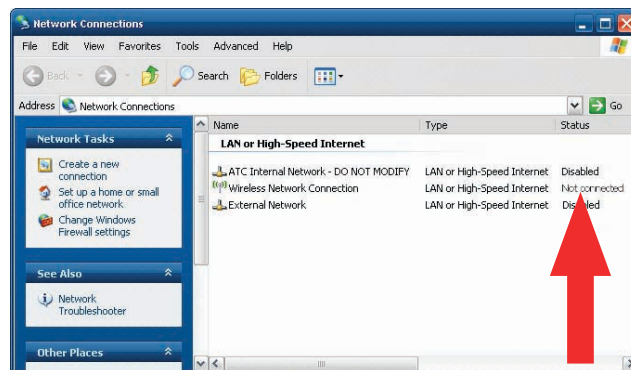 Network Connections
File Edit View Favorites Tools Advanced Help
Back Search Folders
Address Network Connections Go
Network Tasks
Create a new
connection
Set up a home or small
office network
Change Windows
Firewall settings
See Also
Network
Troubleshooter
Other Places
Name Type Status
LAN or High-Speed Internet
ATC Internal Network - DO NOT MODIFY LAN or High-Speed Internet Disabled
Wireless Network Connection LAN or High-Speed Internet Not connected
External Network LAN or High-Speed Internet Disabled